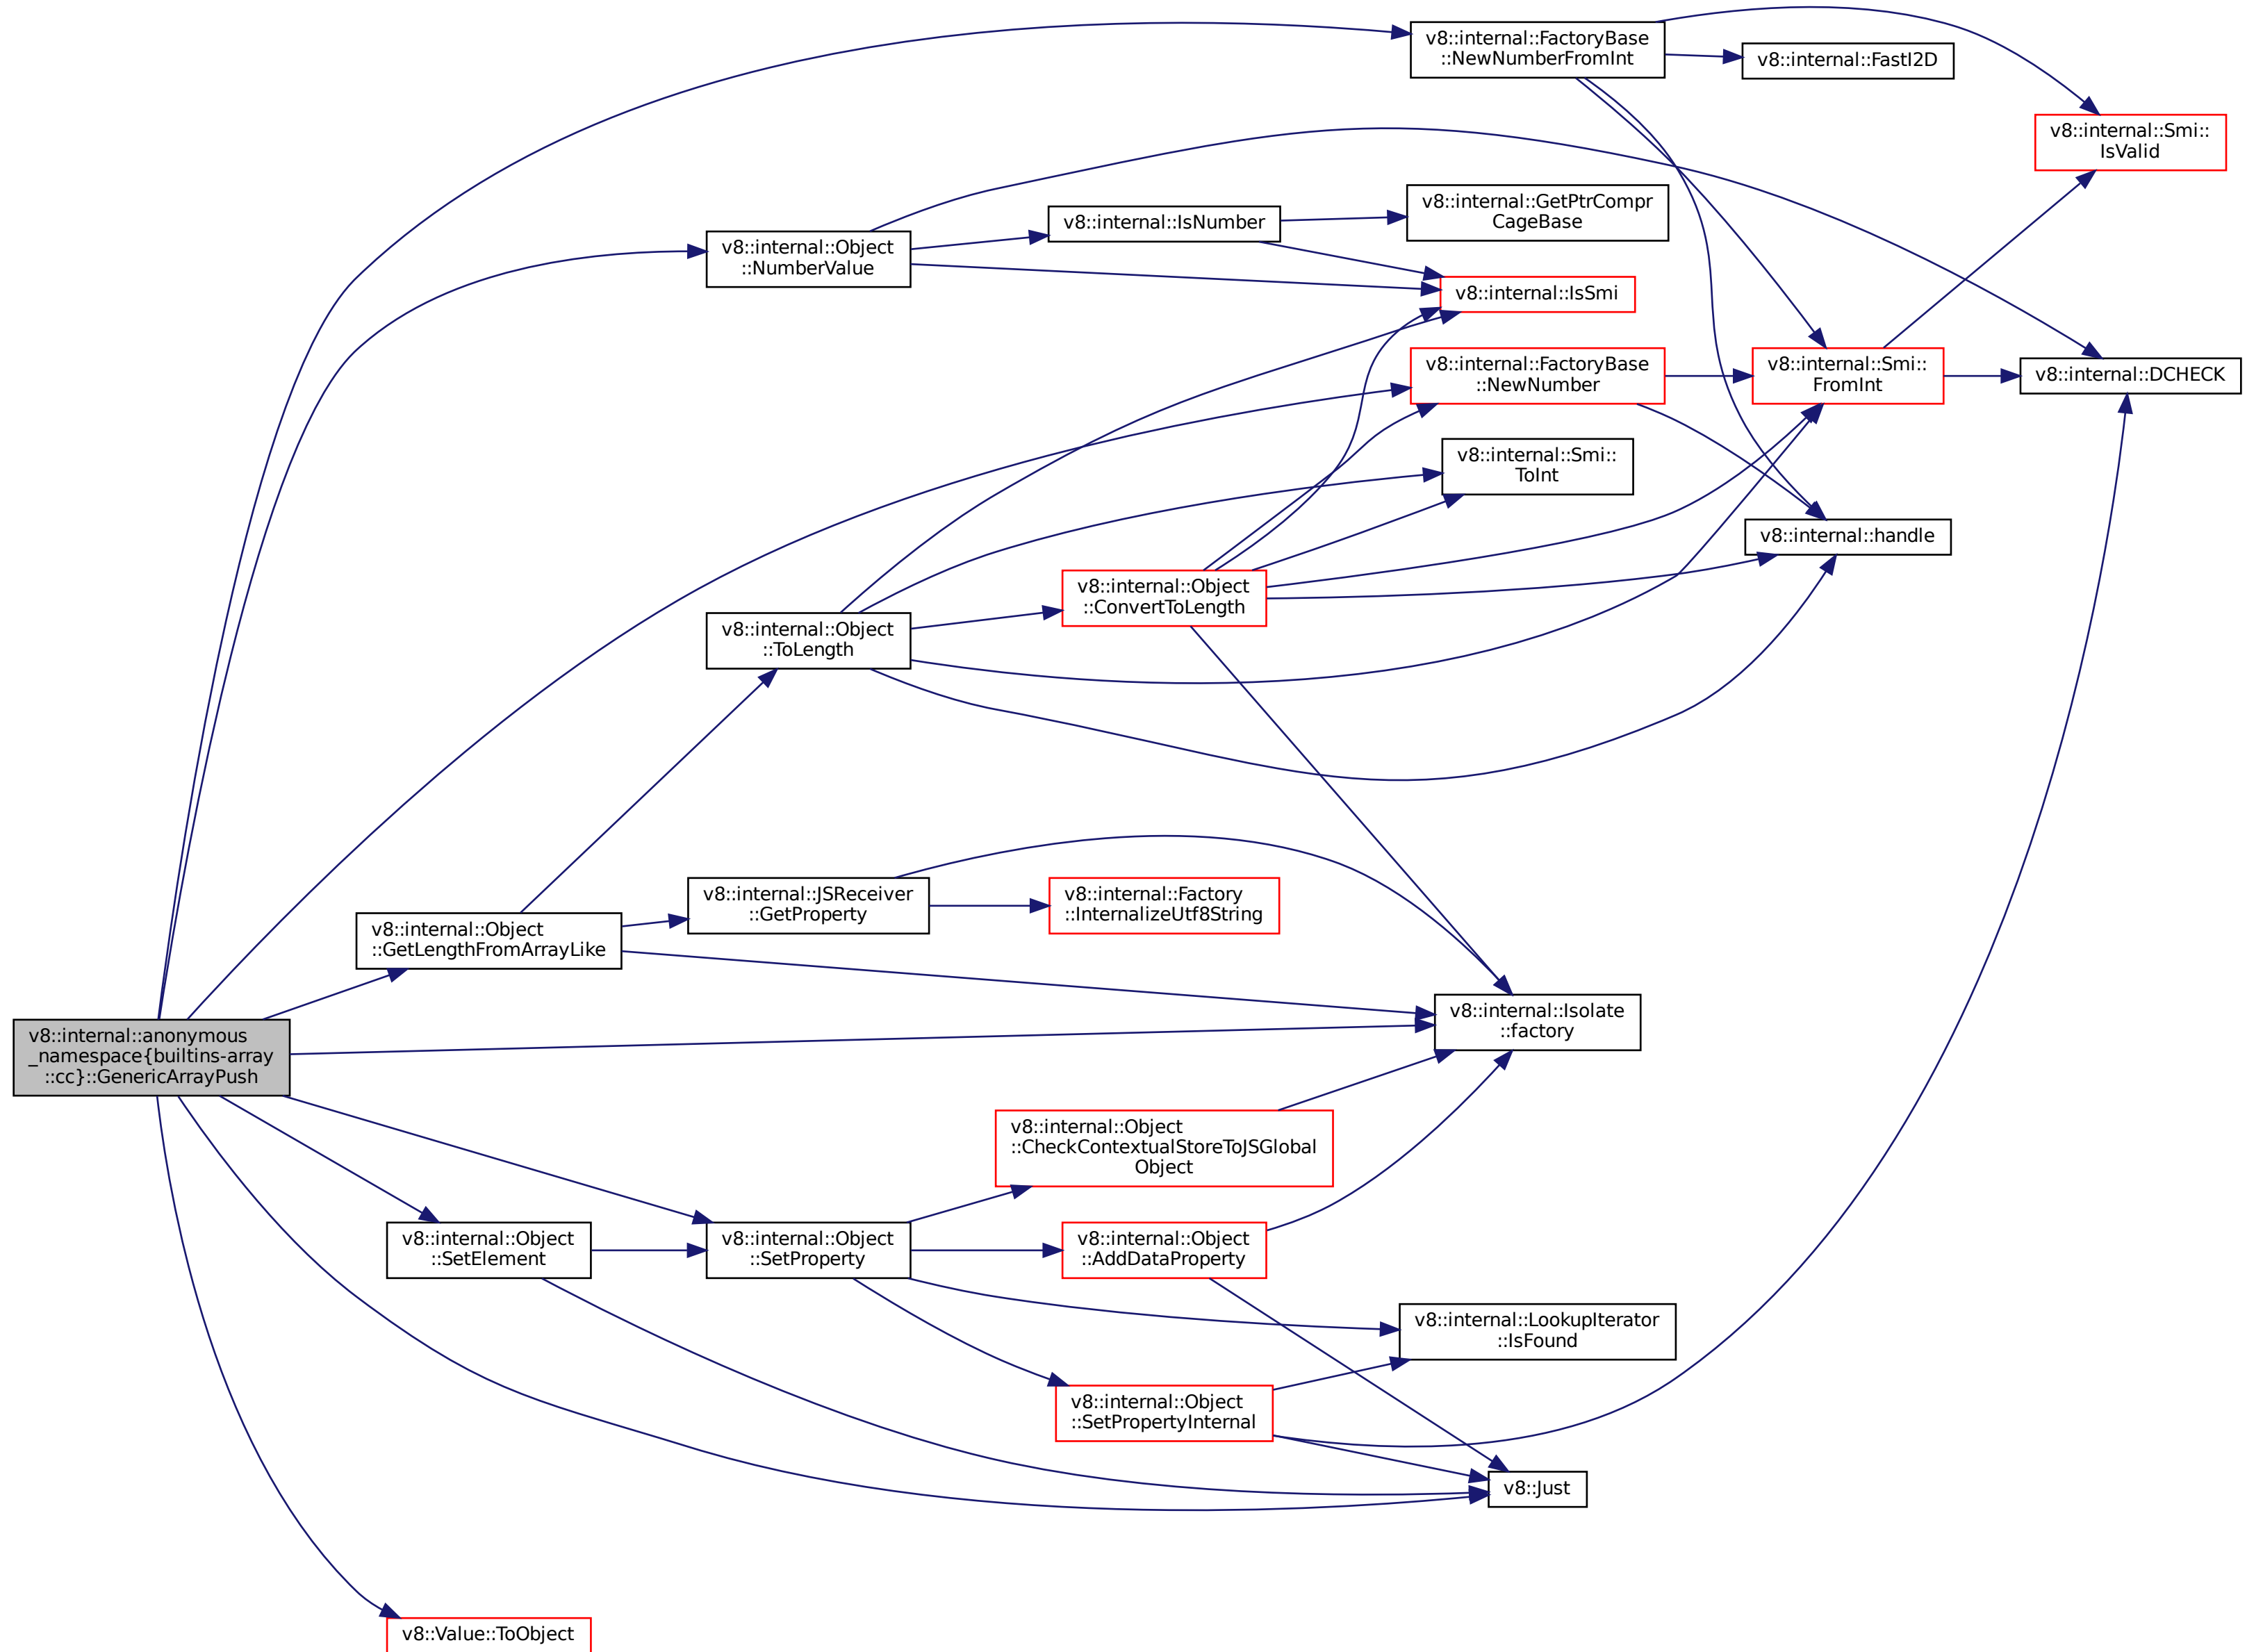 v8::internal::FactoryBase
::NewNumberFromInt
v8::internal::FastI2D
v8::internal::Smi::
IsValid
v8::internal::Object
::NumberValue
v8::internal::IsNumber
v8::internal::GetPtrCompr
CageBase
v8::internal::IsSmi
v8::internal::FactoryBase
::NewNumber
v8::internal::Smi::
FromInt
v8::internal::DCHECK
v8::internal::Smi::
ToInt
v8::internal::handle
v8::internal::Object
::ConvertToLength
v8::internal::Object
::ToLength
v8::internal::JSReceiver
::GetProperty
v8::internal::Factory
::InternalizeUtf8String
v8::internal::Object
::GetLengthFromArrayLike
v8::internal::Isolate
::factory
v8::internal::anonymous
_namespace{builtins-array
::cc}::GenericArrayPush
v8::internal::Object
::CheckContextualStoreToJSGlobal
Object
v8::internal::Object
::SetElement
v8::internal::Object
::SetProperty
v8::internal::Object
::AddDataProperty
v8::internal::LookupIterator
::IsFound
v8::internal::Object
::SetPropertyInternal
v8::Just
v8::Value::ToObject